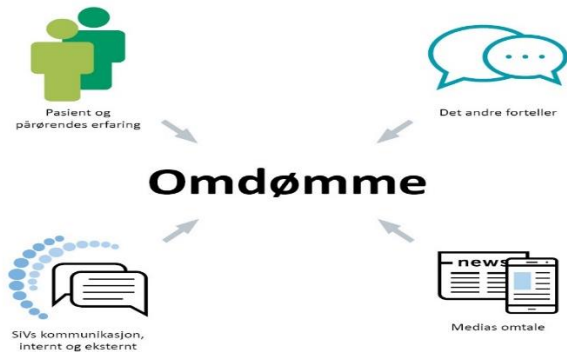 Pasient og
pårørendes erfaring
Det andre forteller
Omdømme
SiVs kommunikasjon,
internt og eksternt
news
Medias omtale